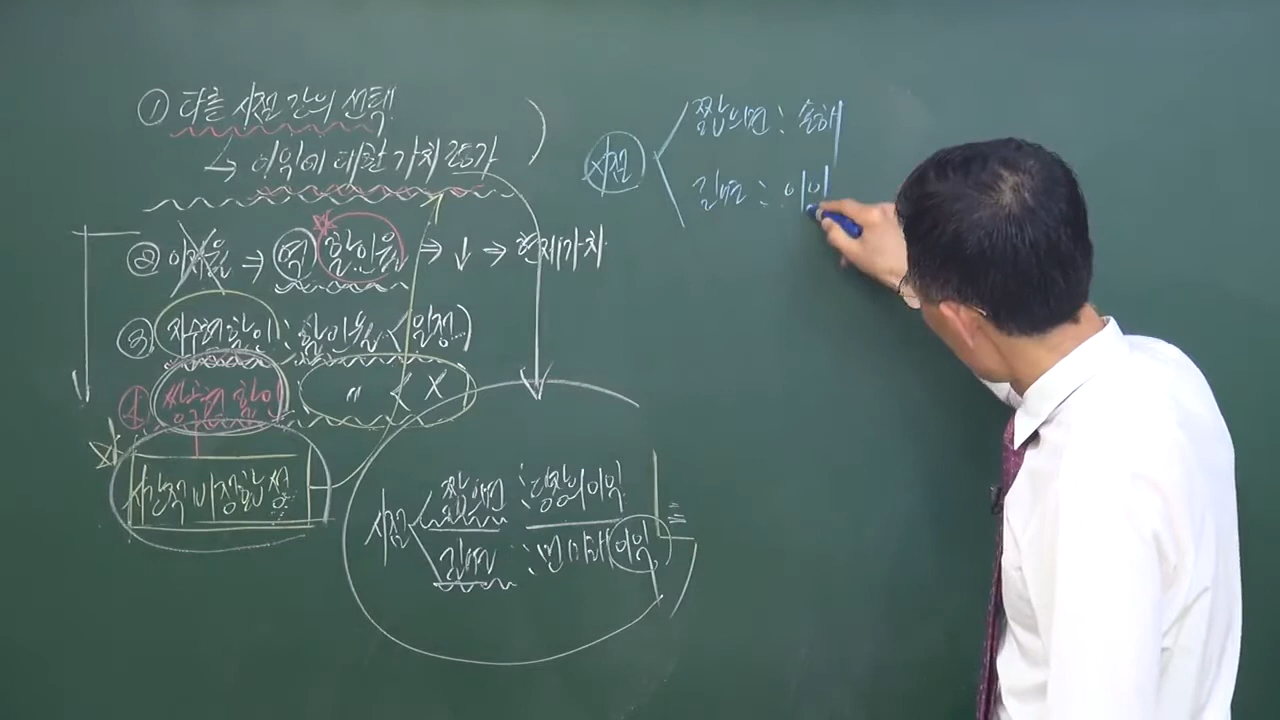 ① 다른 시점 간의 선택!
→ 이익에 대한 가치 평가
② 이자율 → 역 할인율 → ↓ → 현재가치
③ 지수형 할인 : 할인율 < 일정
④ 쌍곡형 할인 〃 < X
시간적 비정합성
시점 < 짧으면 : 당장의 이익
길면 : 먼 미래 이익
시점 < 짧으면 : 손해
길면 : 이이